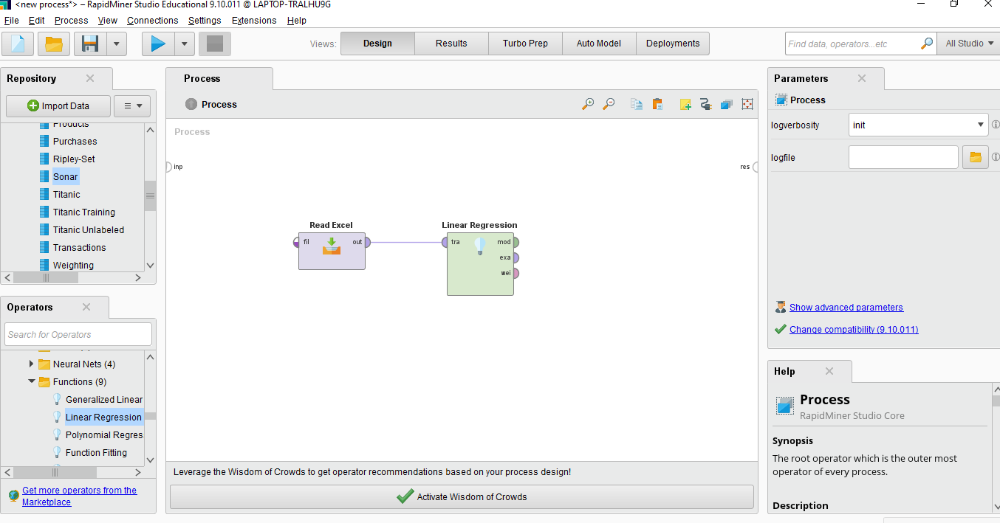 <new process*> – RapidMiner Studio Educational 9.10.011 @ LAPTOP-TRALHU9G
File Edit Process View Connections Settings Extensions Help
Views: Design Results Turbo Prep Auto Model Deployments
Find data, operators...etc
All Studio
Repository
Import Data
Products
Purchases
Ripley-Set
Sonar
Titanic
Titanic Training
Titanic Unlabeled
Transactions
Weighting
Operators
Search for Operators
Neural Nets (4)
Functions (9)
Generalized Linear
Linear Regression
Polynomial Regres
Function Fitting
Get more operators from the
Marketplace
Process
Process
Process
inp
res
Read Excel
fil
out
Linear Regression
tra
mod
exa
wei
Leverage the Wisdom of Crowds to get operator recommendations based on your process design!
Activate Wisdom of Crowds
Parameters
Process
logverbosity
init
logfile
Show advanced parameters
Change compatibility (9.10.011)
Help
Process
RapidMiner Studio Core
Synopsis
The root operator which is the outer most
operator of every process.
Description